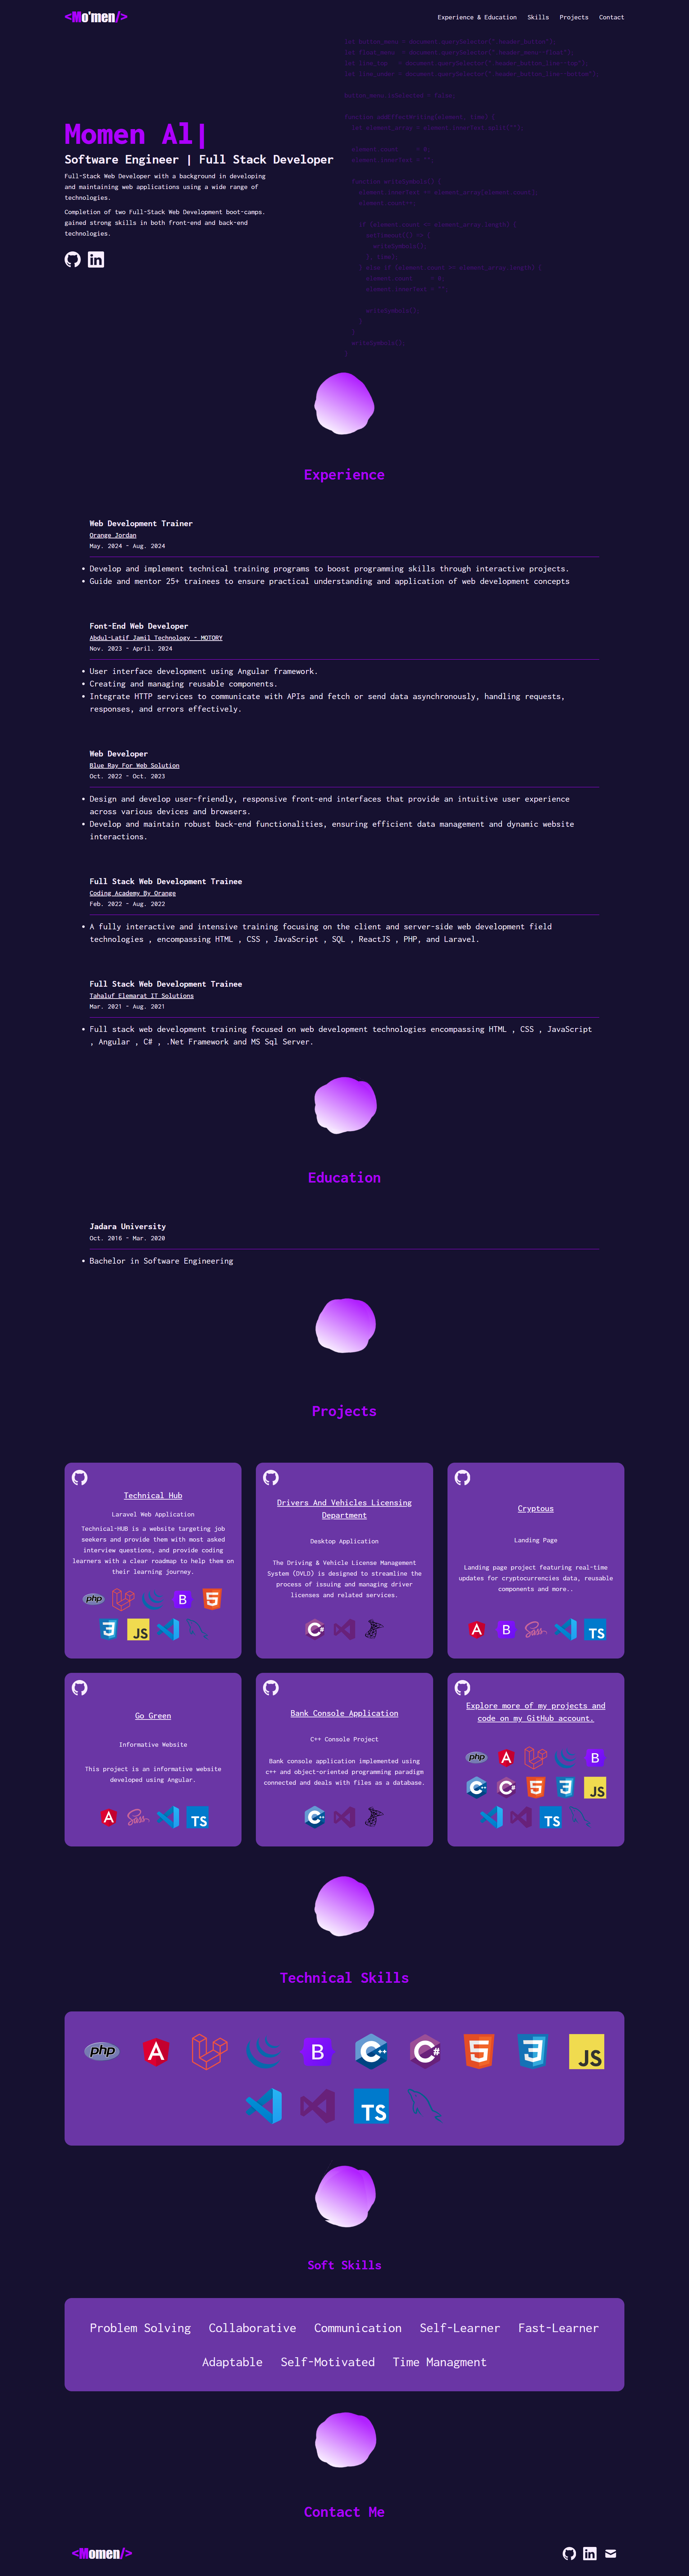 <Mo'men/>
Experience & Education Skills Projects Contact
Momen Al|
Software Engineer | Full Stack Developer
Full-Stack Web Developer with a background in developing
and maintaining web applications using a wide range of
technologies.
Completion of two Full-Stack Web Development boot-camps.
gained strong skills in both front-end and back-end
technologies.
Experience
Web Development Trainer
Orange Jordan
May. 2024 - Aug. 2024
• Develop and implement technical training programs to boost programming skills through interactive projects.
• Guide and mentor 25+ trainees to ensure practical understanding and application of web development concepts
Font-End Web Developer
Abdul-Latif Jamil Technology - MOTORY
Nov. 2023 - April. 2024
• User interface development using Angular framework.
• Creating and managing reusable components.
• Integrate HTTP services to communicate with APIs and fetch or send data asynchronously, handling requests,
responses, and errors effectively.
Web Developer
Blue Ray For Web Solution
Oct. 2022 - Oct. 2023
• Design and develop user-friendly, responsive front-end interfaces that provide an intuitive user experience
across various devices and browsers.
• Develop and maintain robust back-end functionalities, ensuring efficient data management and dynamic website
interactions.
Full Stack Web Development Trainee
Coding Academy By Orange
Feb. 2022 - Aug. 2022
• A fully interactive and intensive training focusing on the client and server-side web development field
technologies , encompassing HTML , CSS , JavaScript , SQL , ReactJS , PHP, and Laravel.
Full Stack Web Development Trainee
Tahaluf Elemarat IT Solutions
Mar. 2021 - Aug. 2021
• Full stack web development training focused on web development technologies encompassing HTML , CSS , JavaScript
, Angular , C# , .Net Framework and MS Sql Server.
Education
Jadara University
Oct. 2016 - Mar. 2020
• Bachelor in Software Engineering
Projects
Technical Hub
Laravel Web Application
Technical-HUB is a website targeting job
seekers and provide them with most asked
interview questions, and provide coding
learners with a clear roadmap to help them on
their learning journey.
php B 5
3 JS
Drivers And Vehicles Licensing
Department
Desktop Application
The Driving & Vehicle License Management
System (DVLD) is designed to streamline the
process of issuing and managing driver
licenses and related services.
C#
Cryptous
Landing Page
Landing page project featuring real-time
updates for cryptocurrencies data, reusable
components and more..
A B Sass TS
Go Green
Informative Website
This project is an informative website
developed using Angular.
A Sass TS
Bank Console Application
C++ Console Project
Bank console application implemented using
c++ and object-oriented programming paradigm
connected and deals with files as a database.
C++
Explore more of my projects and
code on my GitHub account.
php A B
C++ C# 5 3 JS
TS
Technical Skills
php A B C++ C# 5 3 JS
TS
Soft Skills
Problem Solving Collaborative Communication Self-Learner Fast-Learner
Adaptable Self-Motivated Time Managment
Contact Me
<Momen/>